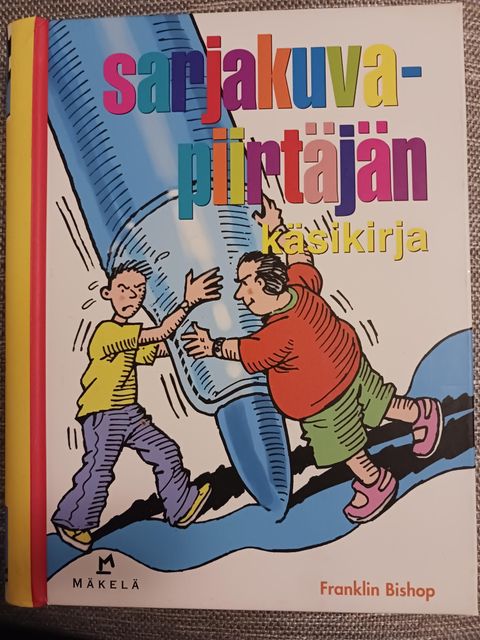 sarjakuva-
piirtäjän
käsikirja
MÄKELÄ
Franklin Bishop